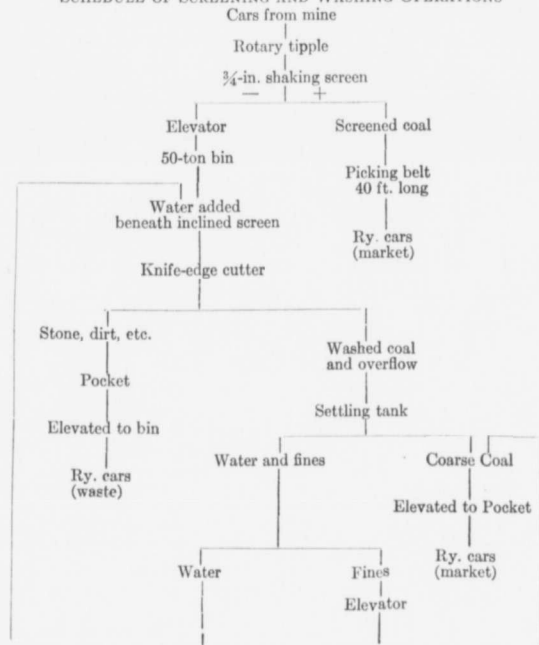 SCHEDULE OF SCREENING AND WASHING OPERATIONS
Cars from mine
Rotary tipple
¾-in. shaking screen
− +
Elevator
Screened coal
50-ton bin
Picking belt
40 ft. long
Water added
beneath inclined screen
Ry. cars
(market)
Knife-edge cutter
Stone, dirt, etc.
Washed coal
and overflow
Pocket
Settling tank
Elevated to bin
Water and fines
Coarse Coal
Ry. cars
(waste)
Elevated to Pocket
Ry. cars
(market)
Water
Fines
Elevator